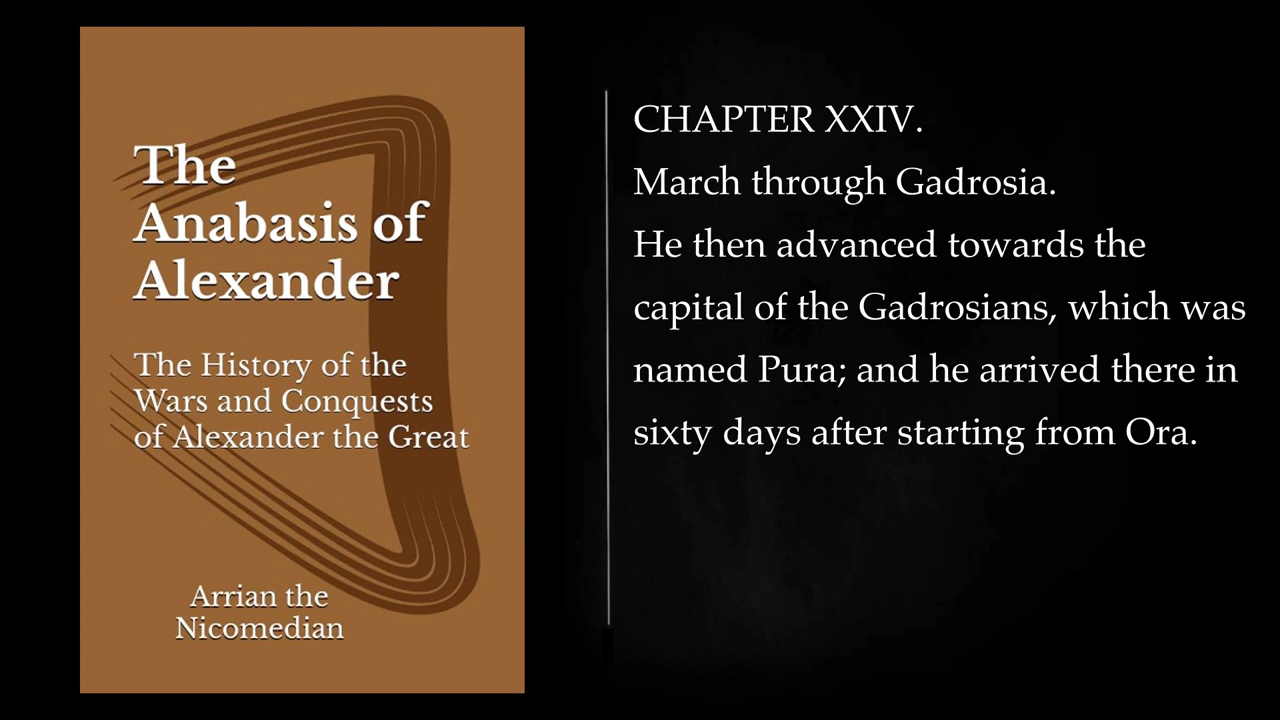 The
Anabasis of
Alexander
The History of the
Wars and Conquests
of Alexander the Great
Arrian the
Nicomedian
CHAPTER XXIV.
March through Gadrosia.
He then advanced towards the
capital of the Gadrosians, which was
named Pura; and he arrived there in
sixty days after starting from Ora.